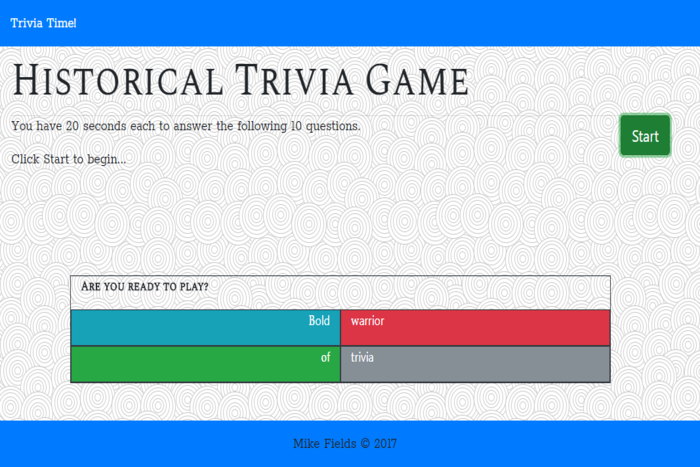 Trivia Time!
Historical Trivia Game
You have 20 seconds each to answer the following 10 questions.
Start
Click Start to begin...
Are you ready to play?
Bold warrior
of trivia
Mike Fields © 2017